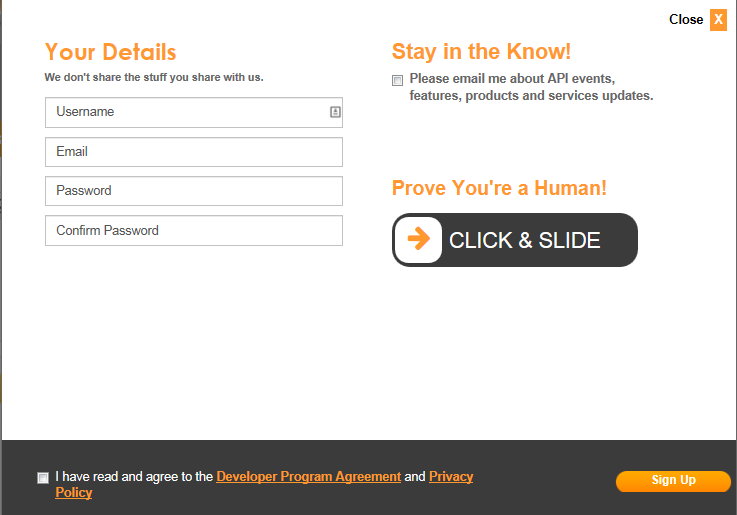 Close X
Your Details
We don't share the stuff you share with us.
Username
Email
Password
Confirm Password
Stay in the Know!
Please email me about API events,
features, products and services updates.
Prove You're a Human!
CLICK & SLIDE
I have read and agree to the Developer Program Agreement and Privacy
Policy
Sign Up